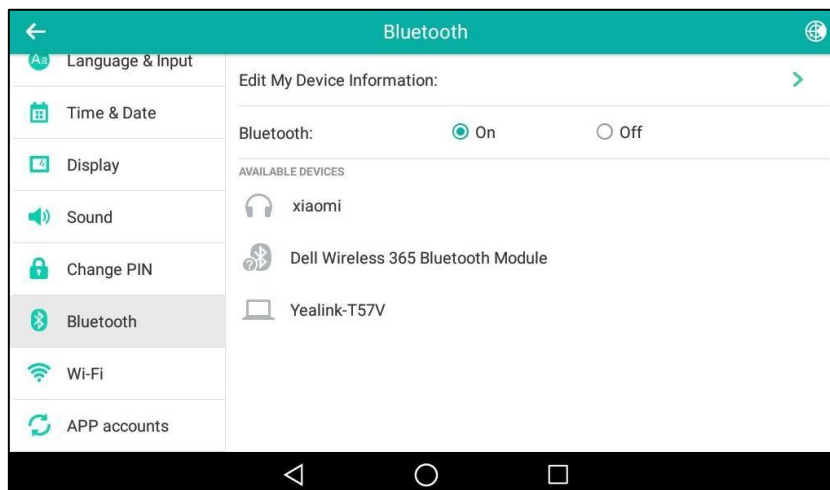 Bluetooth
Aa Language & Input
Time & Date
Display
Sound
Change PIN
Bluetooth
Wi-Fi
APP accounts
Edit My Device Information:
Bluetooth: On Off
AVAILABLE DEVICES
xiaomi
Dell Wireless 365 Bluetooth Module
Yealink-T57V